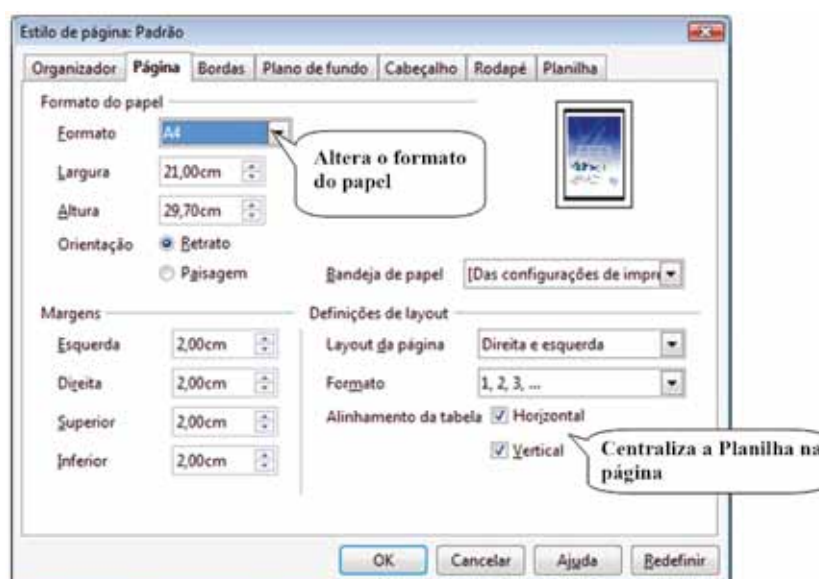 Estilo de página: Padrão
Organizador Página Bordas Plano de fundo Cabeçalho Rodapé Planilha
Formato do papel
Formato A4
Altera o formato
do papel
Largura 21,00cm
Altura 29,70cm
Orientação Retrato
Paisagem
Bandeja de papel [Das configurações de impre
Margens
Definições de layout
Esquerda 2,00cm
Layout da página Direita e esquerda
Direita 2,00cm
Formato 1, 2, 3, ...
Superior 2,00cm
Alinhamento da tabela Horizontal
Inferior 2,00cm
Vertical
Centraliza a Planilha na
página
OK Cancelar Ajuda Redefinir